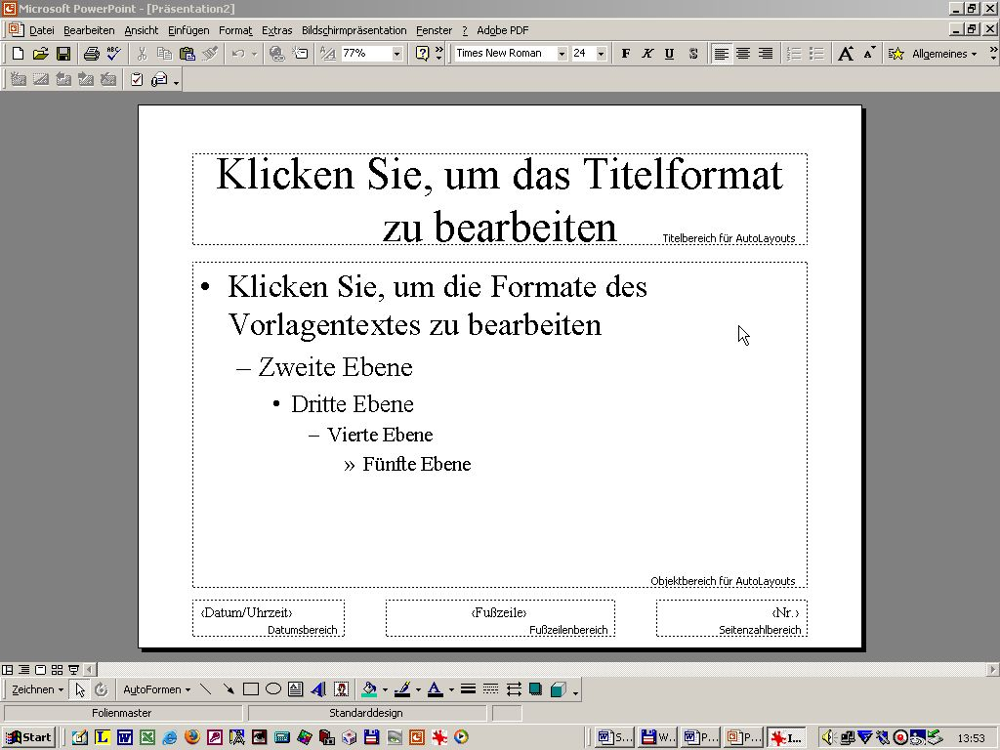 Microsoft PowerPoint - [Präsentation2]
Datei Bearbeiten Ansicht Einfügen Format Extras Bildschirmpräsentation Fenster ? Adobe PDF
77% Times New Roman 24 F K U S Allgemeines
Klicken Sie, um das Titelformat
zu bearbeiten
Titelbereich für AutoLayouts
• Klicken Sie, um die Formate des
Vorlagentextes zu bearbeiten
– Zweite Ebene
• Dritte Ebene
– Vierte Ebene
» Fünfte Ebene
Objektbereich für AutoLayouts
‹Datum/Uhrzeit› ‹Fußzeile› ‹Nr.›
Datumsbereich Fußzeilenbereich Seitenzahlbereich
Zeichnen AutoFormen
Folienmaster Standarddesign
Start S... W... P... P... I... 13:53